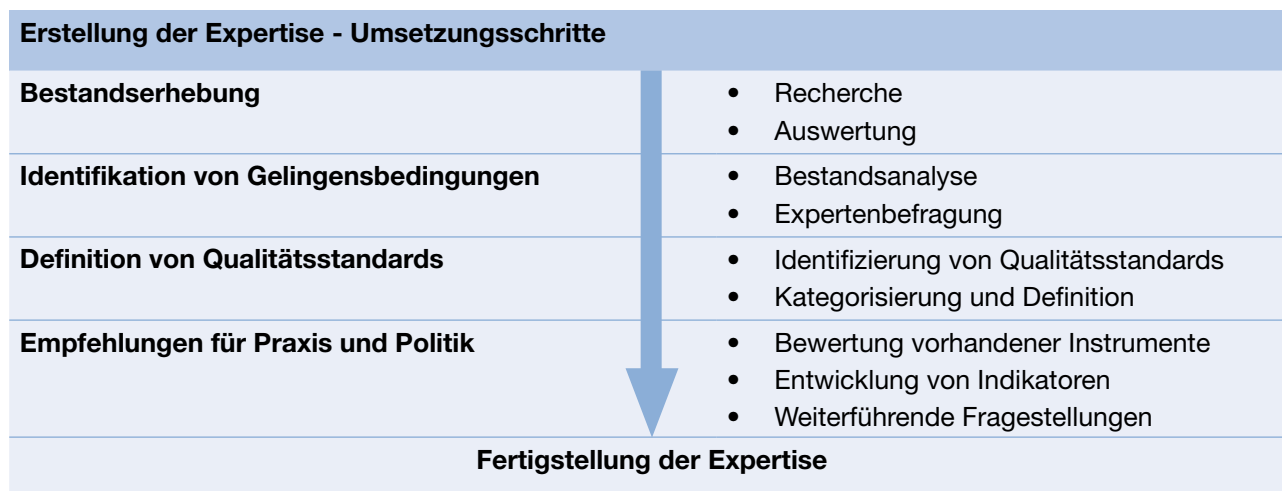 Erstellung der Expertise - Umsetzungsschritte
Bestandserhebung
• Recherche
• Auswertung
Identifikation von Gelingensbedingungen
• Bestandsanalyse
• Expertenbefragung
Definition von Qualitätsstandards
• Identifizierung von Qualitätsstandards
• Kategorisierung und Definition
Empfehlungen für Praxis und Politik
• Bewertung vorhandener Instrumente
• Entwicklung von Indikatoren
• Weiterführende Fragestellungen
Fertigstellung der Expertise